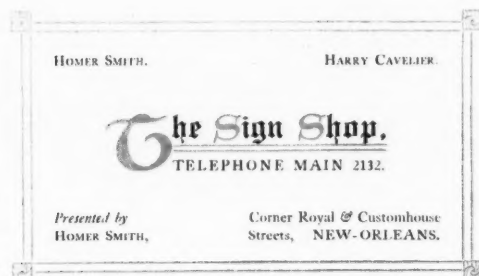 HOMER SMITH. HARRY CAVELIER.
The Sign Shop.
TELEPHONE MAIN 2132.
Presented by
HOMER SMITH,
Corner Royal & Customhouse
Streets, NEW-ORLEANS.